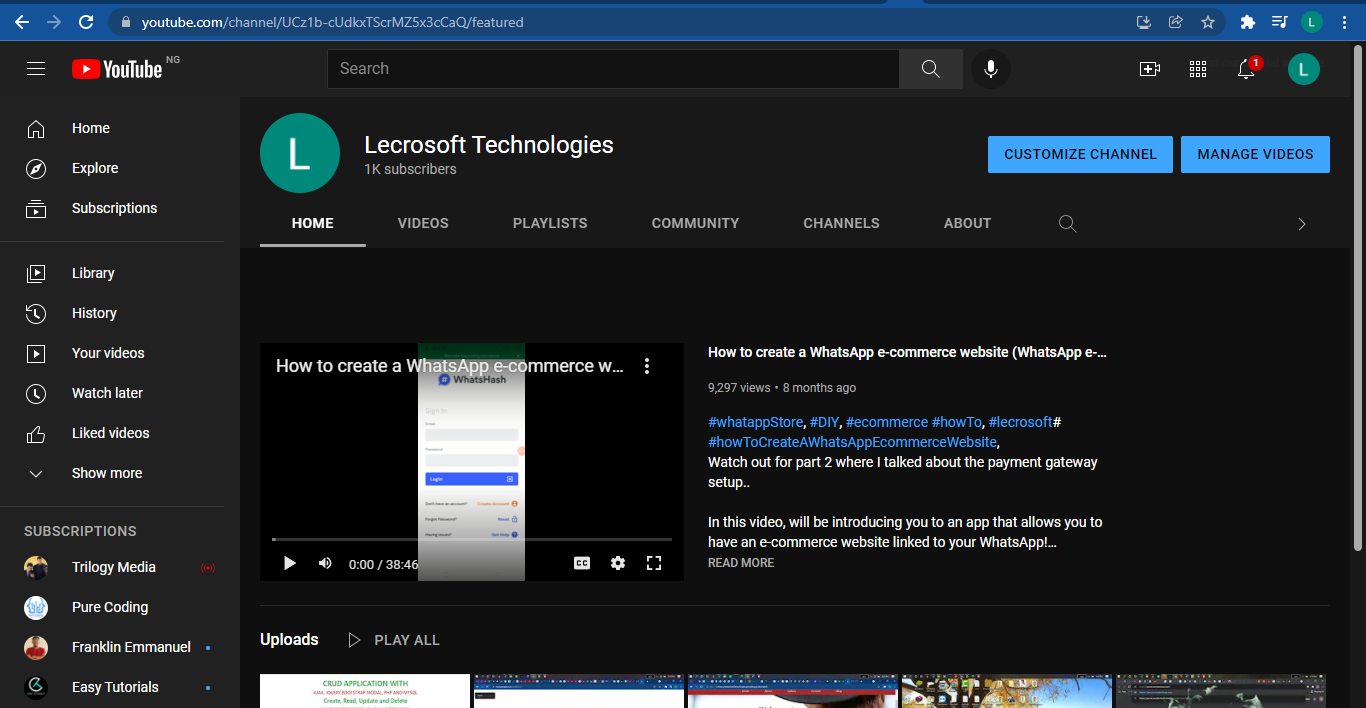 youtube.com/channel/UCz1b-cUdkxTScrMZ5x3cCaQ/featured
L
YouTube NG
Search
1
L
Home
Explore
Subscriptions
Library
History
Your videos
Watch later
Liked videos
Show more
SUBSCRIPTIONS
Trilogy Media
Pure Coding
Franklin Emmanuel
Easy Tutorials
L
Lecrosoft Technologies
1K subscribers
CUSTOMIZE CHANNEL
MANAGE VIDEOS
HOME VIDEOS PLAYLISTS COMMUNITY CHANNELS ABOUT
How to create a WhatsApp e-commerce w...
WhatsHash
Sign In
Email
Password
Login
Don't have an account? Create Account
Forgot Password? Reset
Having Issues? Get Help
0:00 / 38:46
CC
How to create a WhatsApp e-commerce website (WhatsApp e-...
9,297 views • 8 months ago
#whatappStore, #DIY, #ecommerce #howTo, #lecrosoft#
#howToCreateAWhatsAppEcommerceWebsite,
Watch out for part 2 where I talked about the payment gateway
setup..
In this video, will be introducing you to an app that allows you to
have an e-commerce website linked to your WhatsApp!...
READ MORE
Uploads
PLAY ALL
CRUD APPLICATION WITH
AJAX, JQUERY, BOOTSTRAP MODAL, PHP AND MYSQL
Create, Read, Update and Delete